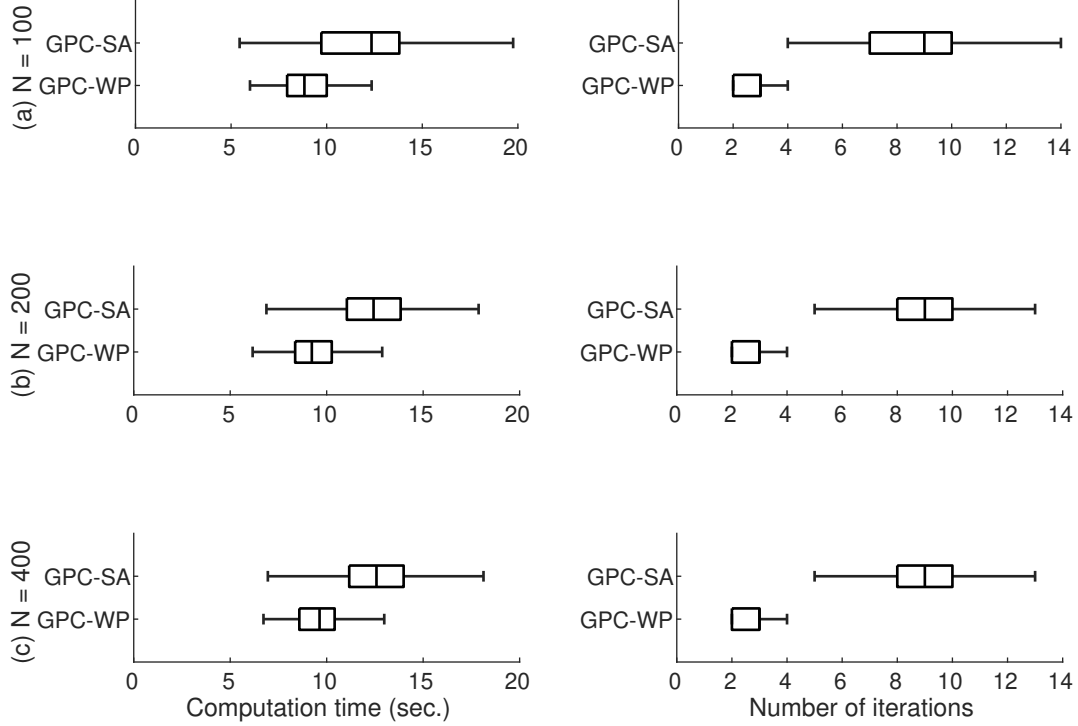 (a) N = 100
GPC-SA
GPC-WP
0 5 10 15 20
GPC-SA
GPC-WP
0 2 4 6 8 10 12 14
(b) N = 200
GPC-SA
GPC-WP
0 5 10 15 20
GPC-SA
GPC-WP
0 2 4 6 8 10 12 14
(c) N = 400
GPC-SA
GPC-WP
0 5 10 15 20
Computation time (sec.)
GPC-SA
GPC-WP
0 2 4 6 8 10 12 14
Number of iterations